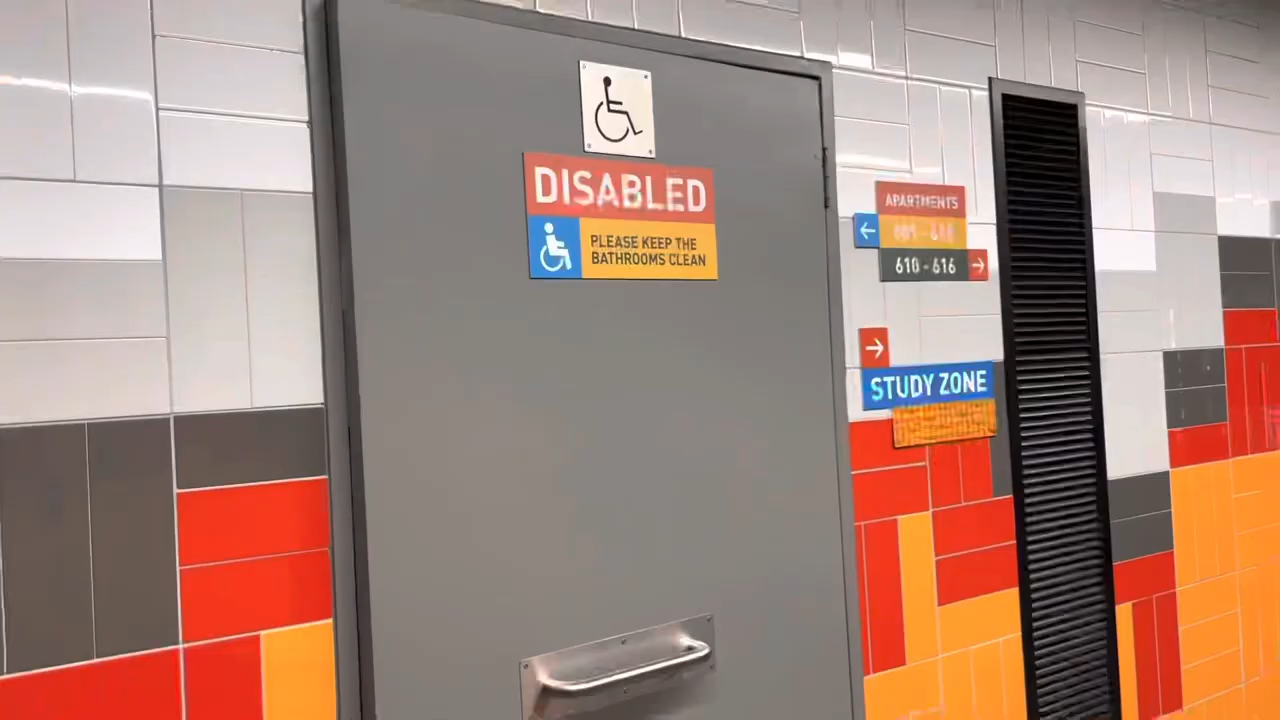 DISABLED
PLEASE KEEP THE
BATHROOMS CLEAN
APARTMENTS
610 - 616
STUDY ZONE